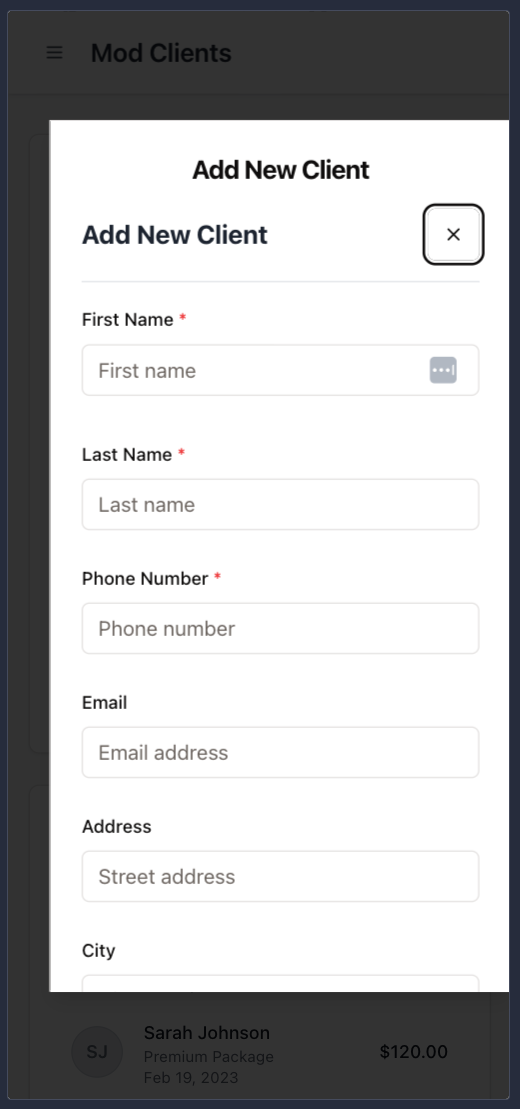 Mod Clients
Add New Client
Add New Client
First Name *
First name
Last Name *
Last name
Phone Number *
Phone number
Email
Email address
Address
Street address
City
Sarah Johnson
SJ
Premium Package
$120.00
Feb 19, 2023